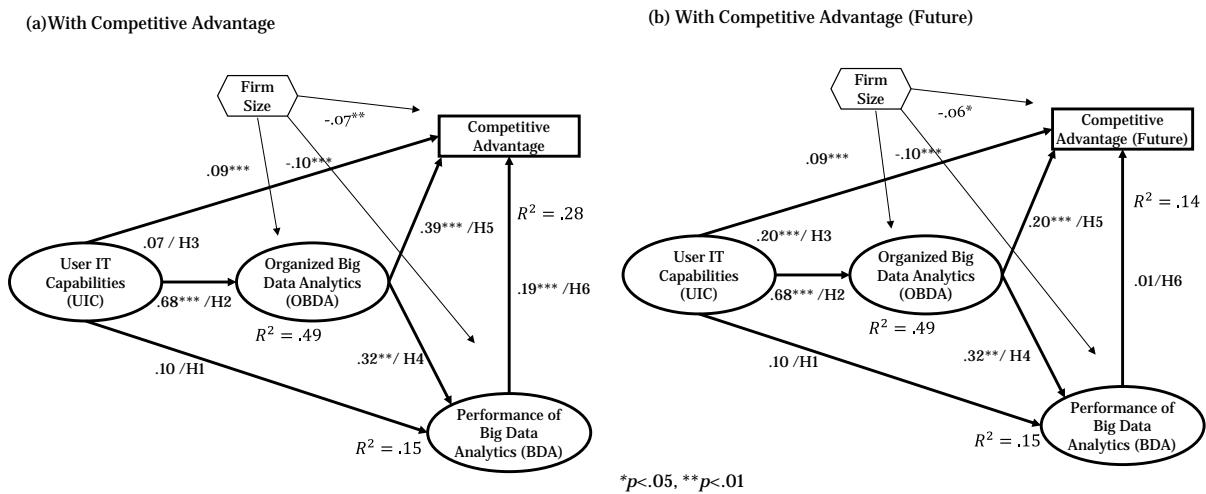 (a)With Competitive Advantage
Firm
Size
-.07**
Competitive
Advantage
.09***
-.10***
R² = .28
.39*** /H5
.07 / H3
User IT
Capabilities
(UIC)
Organized Big
Data Analytics
(OBDA)
.68*** /H2
.19*** /H6
R² = .49
.32**/ H4
.10 /H1
Performance of
Big Data
Analytics (BDA)
R² = .15
(b) With Competitive Advantage (Future)
Firm
Size
-.06*
Competitive
Advantage (Future)
.09***
-.10***
R² = .14
.20*** /H5
.20***/ H3
User IT
Capabilities
(UIC)
Organized Big
Data Analytics
(OBDA)
.68*** /H2
.01/H6
R² = .49
.32**/ H4
.10 /H1
Performance of
Big Data
Analytics (BDA)
R² = .15
*p<.05, **p<.01